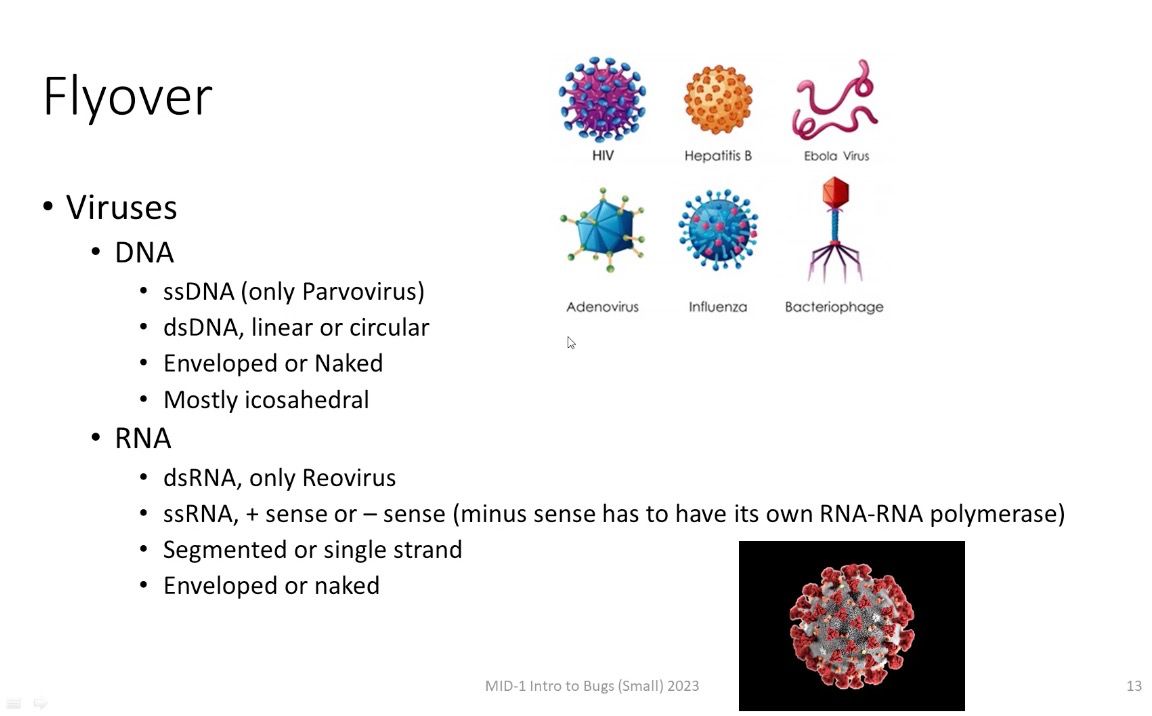 Flyover
HIV
Hepatitis B
Ebola Virus
Adenovirus
Influenza
Bacteriophage
• Viruses
• DNA
• ssDNA (only Parvovirus)
• dsDNA, linear or circular
• Enveloped or Naked
• Mostly icosahedral
• RNA
• dsRNA, only Reovirus
• ssRNA, + sense or – sense (minus sense has to have its own RNA-RNA polymerase)
• Segmented or single strand
• Enveloped or naked
MID-1 Intro to Bugs (Small) 2023
13